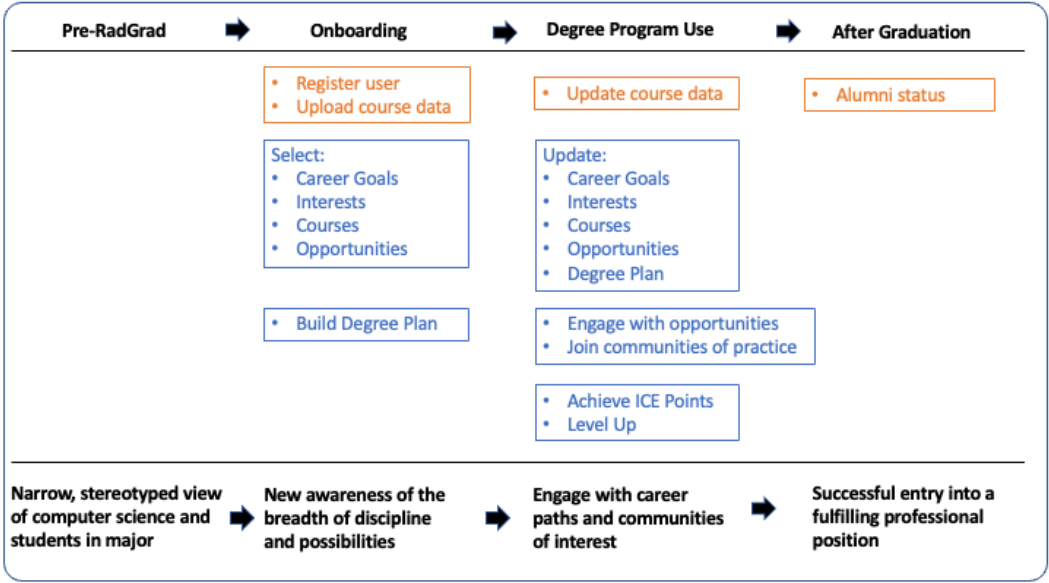 Pre-RadGrad
Onboarding
Degree Program Use
After Graduation
• Register user
• Upload course data
• Update course data
• Alumni status
Select:
• Career Goals
• Interests
• Courses
• Opportunities
Update:
• Career Goals
• Interests
• Courses
• Opportunities
• Degree Plan
• Build Degree Plan
• Engage with opportunities
• Join communities of practice
• Achieve ICE Points
• Level Up
Narrow, stereotyped view
of computer science and
students in major
New awareness of the
breadth of discipline
and possibilities
Engage with career
paths and communities
of interest
Successful entry into a
fulfilling professional
position